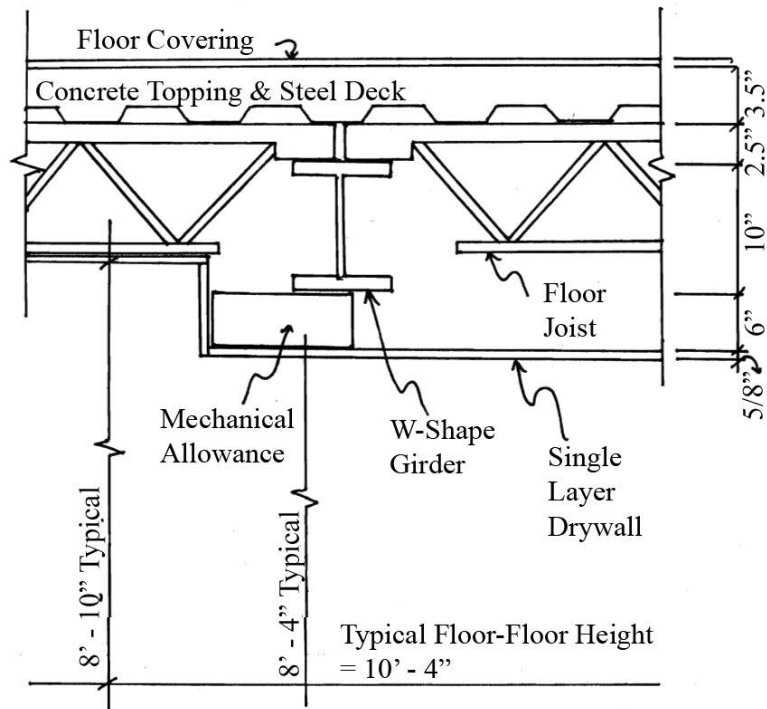 Floor Covering
Concrete Topping & Steel Deck
3.5”
2.5”
10”
6”
5/8”
Floor
Joist
Mechanical
Allowance
W-Shape
Girder
Single
Layer
Drywall
8’ - 10” Typical
8’ - 4” Typical
Typical Floor-Floor Height
= 10’ - 4”